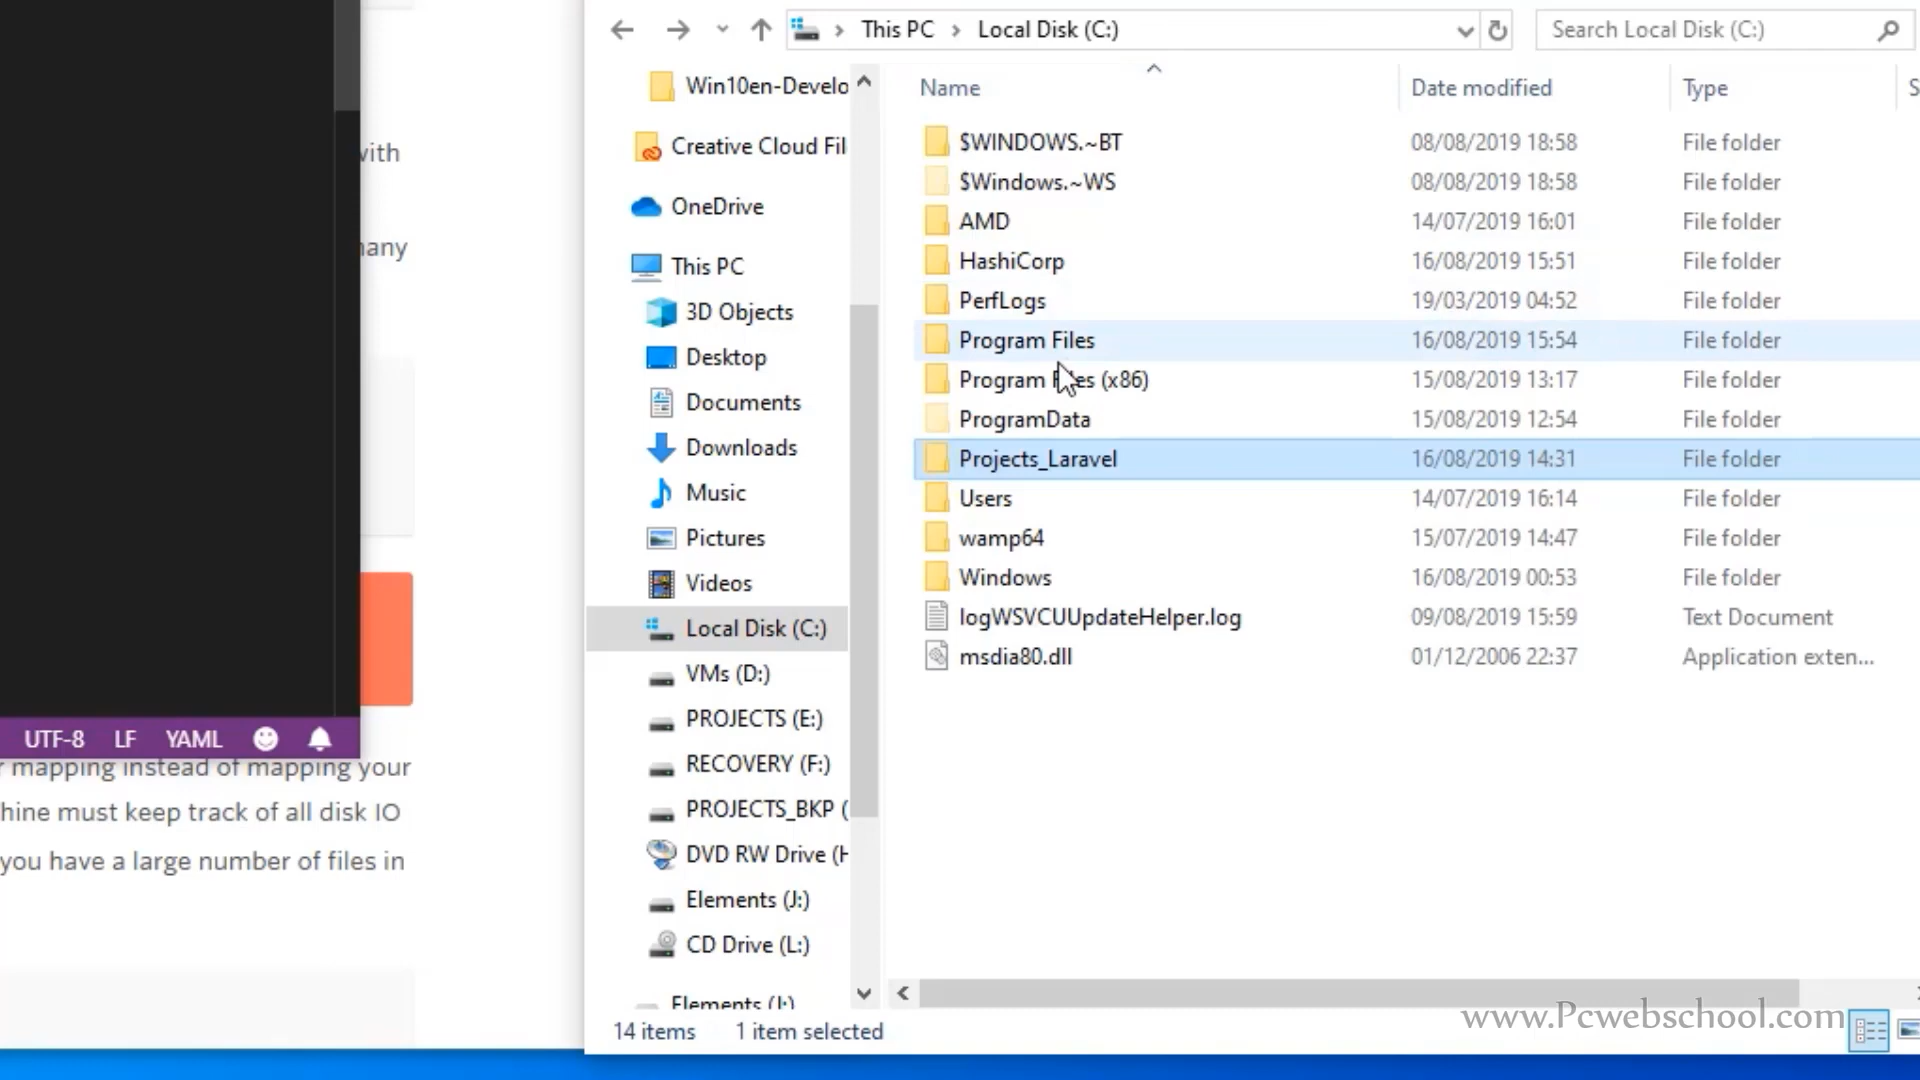 with
many
UTF-8 LF YAML
r mapping instead of mapping your
hine must keep track of all disk IO
you have a large number of files in
This PC Local Disk (C:)
Search Local Disk (C:)
Win10en-Develo
Creative Cloud Fil
OneDrive
This PC
3D Objects
Desktop
Documents
Downloads
Music
Pictures
Videos
Local Disk (C:)
VMs (D:)
PROJECTS (E:)
RECOVERY (F:)
PROJECTS_BKP (
DVD RW Drive (H
Elements (J:)
CD Drive (L:)
Elements (J:)
Name Date modified Type S
$WINDOWS.~BT 08/08/2019 18:58 File folder
$Windows.~WS 08/08/2019 18:58 File folder
AMD 14/07/2019 16:01 File folder
HashiCorp 16/08/2019 15:51 File folder
PerfLogs 19/03/2019 04:52 File folder
Program Files 16/08/2019 15:54 File folder
Program Files (x86) 15/08/2019 13:17 File folder
ProgramData 15/08/2019 12:54 File folder
Projects_Laravel 16/08/2019 14:31 File folder
Users 14/07/2019 16:14 File folder
wamp64 15/07/2019 14:47 File folder
Windows 16/08/2019 00:53 File folder
logWSVCUUpdateHelper.log 09/08/2019 15:59 Text Document
msdia80.dll 01/12/2006 22:37 Application exten...
14 items 1 item selected
www.Pcwebschool.com